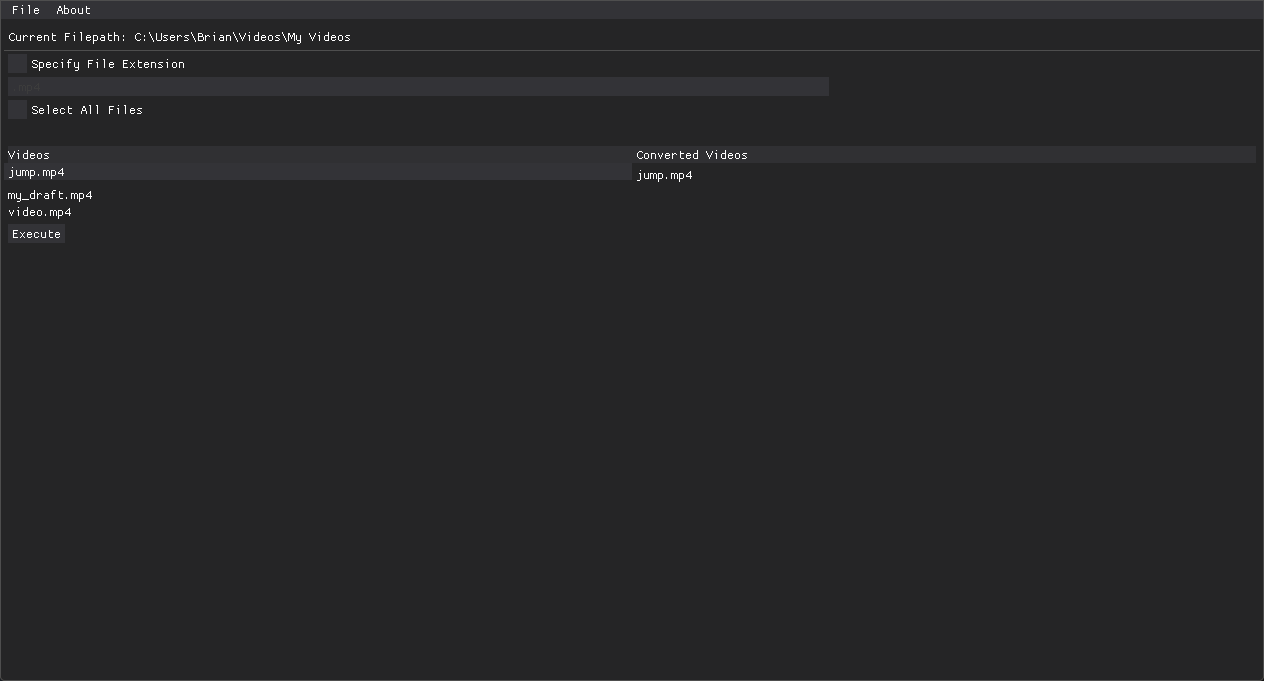 File About
Current Filepath: C:\Users\Brian\Videos\My Videos
Specify File Extension
mp4
Select All Files
Videos Converted Videos
jump.mp4 jump.mp4
my_draft.mp4
video.mp4
Execute